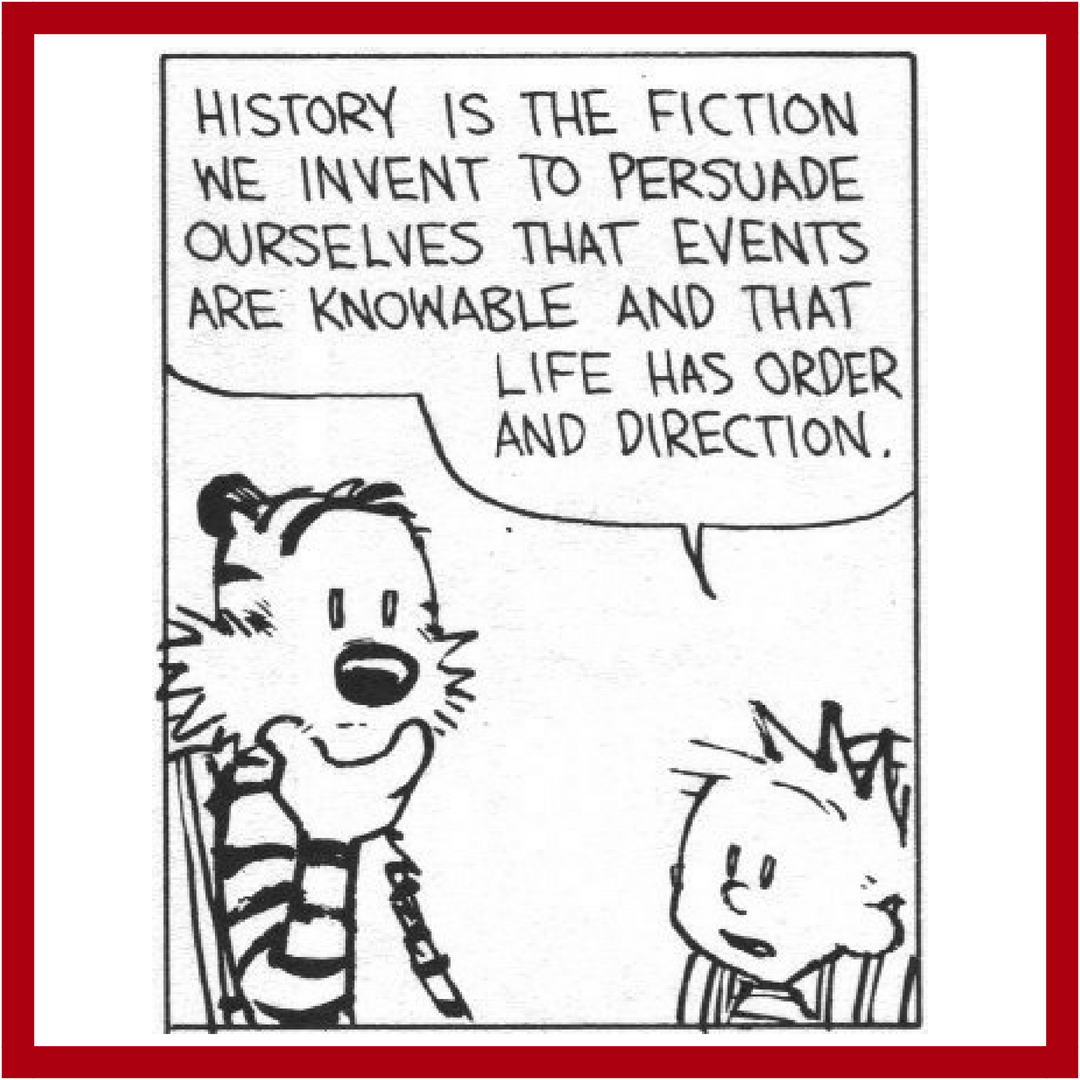 HISTORY IS THE FICTION
WE INVENT TO PERSUADE
OURSELVES THAT EVENTS
ARE KNOWABLE AND THAT
LIFE HAS ORDER
AND DIRECTION.